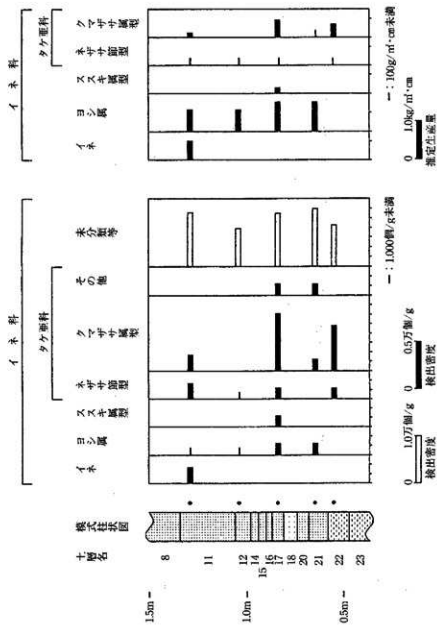 イネ科
タケ亜科
イネ
ヨシ属
ススキ属型
ネザサ節型
クマザサ属型
0 1.0kg/㎡・cm
推定生産量
－:100g/㎡・cm未満
イネ科
タケ亜科
イネ
ヨシ属
ススキ属型
ネザサ節型
クマザサ属型
その他
未分類等
0 1.0万個/g
検出密度
0 0.5万個/g
検出密度
－:1,000個/g未満
模式柱状図
土層名
8
11
12
14
15
16
17
18
20
21
22
23
1.5m
1.0m
0.5m